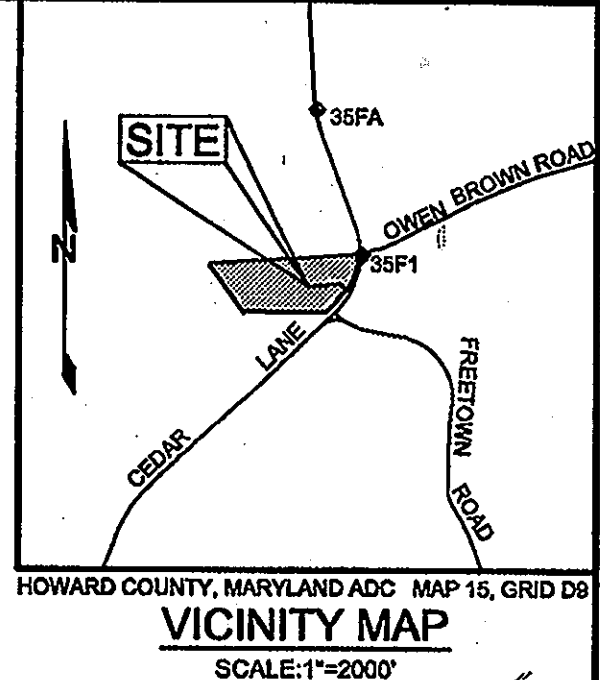 35FA
SITE
OWEN BROWN ROAD
N
35F1
CEDAR LANE
FREETOWN ROAD
HOWARD COUNTY, MARYLAND ADC MAP 15, GRID D9
VICINITY MAP
SCALE:1"=2000'